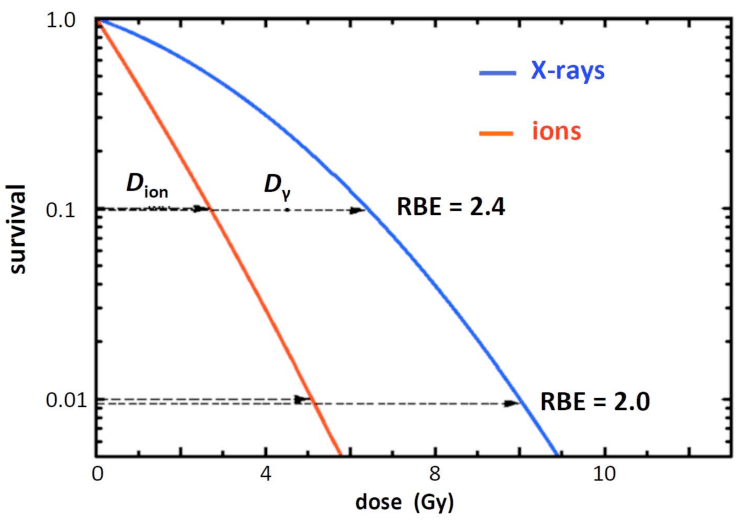 1.0
X-rays
ions
D_ion
D_γ
0.1
RBE = 2.4
survival
0.01
RBE = 2.0
0 4 8 10
dose (Gy)